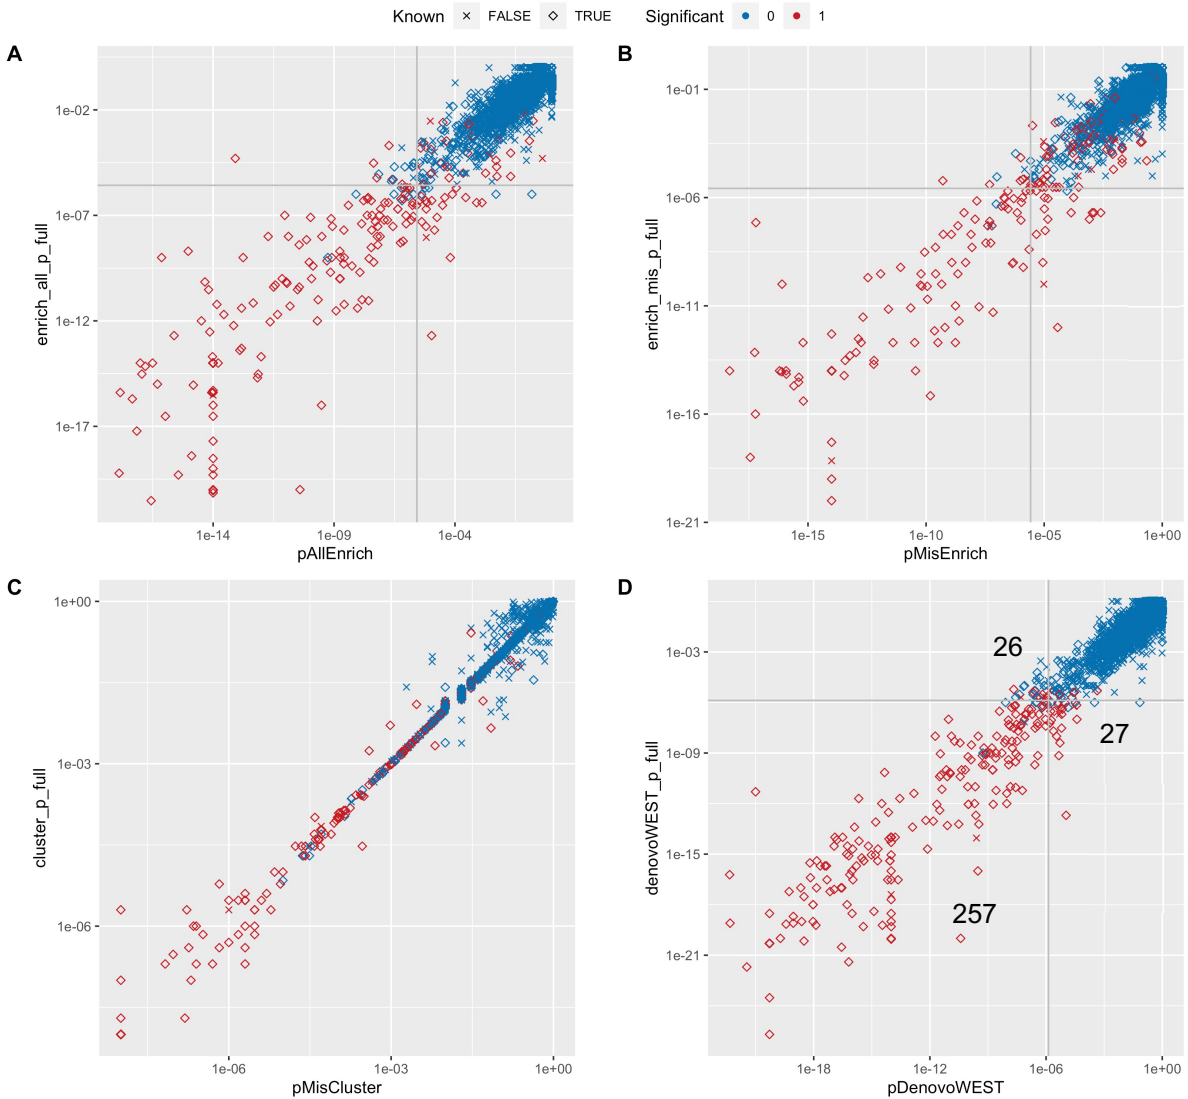 Known FALSE TRUE Significant 0 1
A
enrich_all_p_full
1e-02
1e-07
1e-12
1e-17
1e-14 1e-09 1e-04
pAllEnrich
B
enrich_mis_p_full
1e-01
1e-06
1e-11
1e-16
1e-21
1e-15 1e-10 1e-05 1e+00
pMisEnrich
C
cluster_p_full
1e+00
1e-03
1e-06
1e-06 1e-03 1e+00
pMisCluster
D
denovoWEST_p_full
1e-03
1e-09
1e-15
1e-21
26
27
257
1e-18 1e-12 1e-06 1e+00
pDenovoWEST